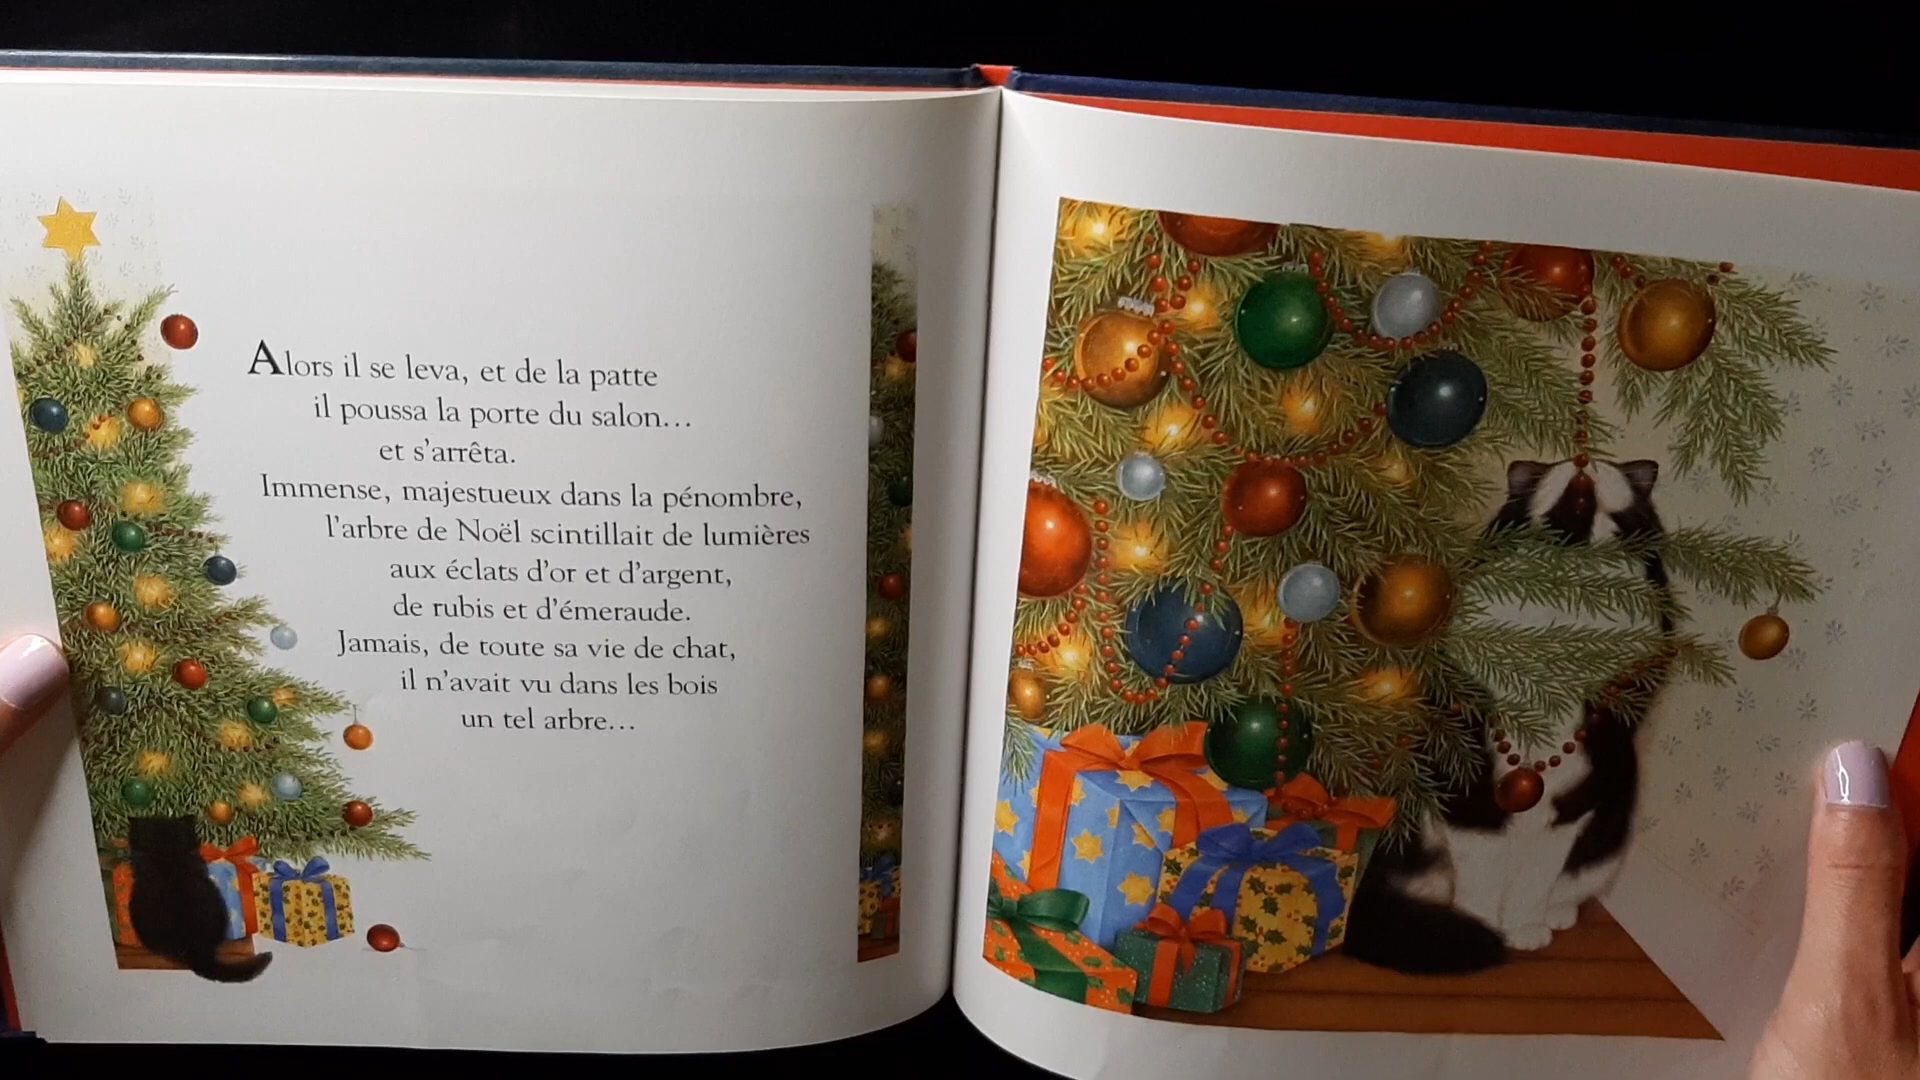 Alors il se leva, et de la patte
il poussa la porte du salon…
et s'arrêta.
Immense, majestueux dans la pénombre,
l'arbre de Noël scintillait de lumières
aux éclats d'or et d'argent,
de rubis et d'émeraude.
Jamais, de toute sa vie de chat,
il n'avait vu dans les bois
un tel arbre…